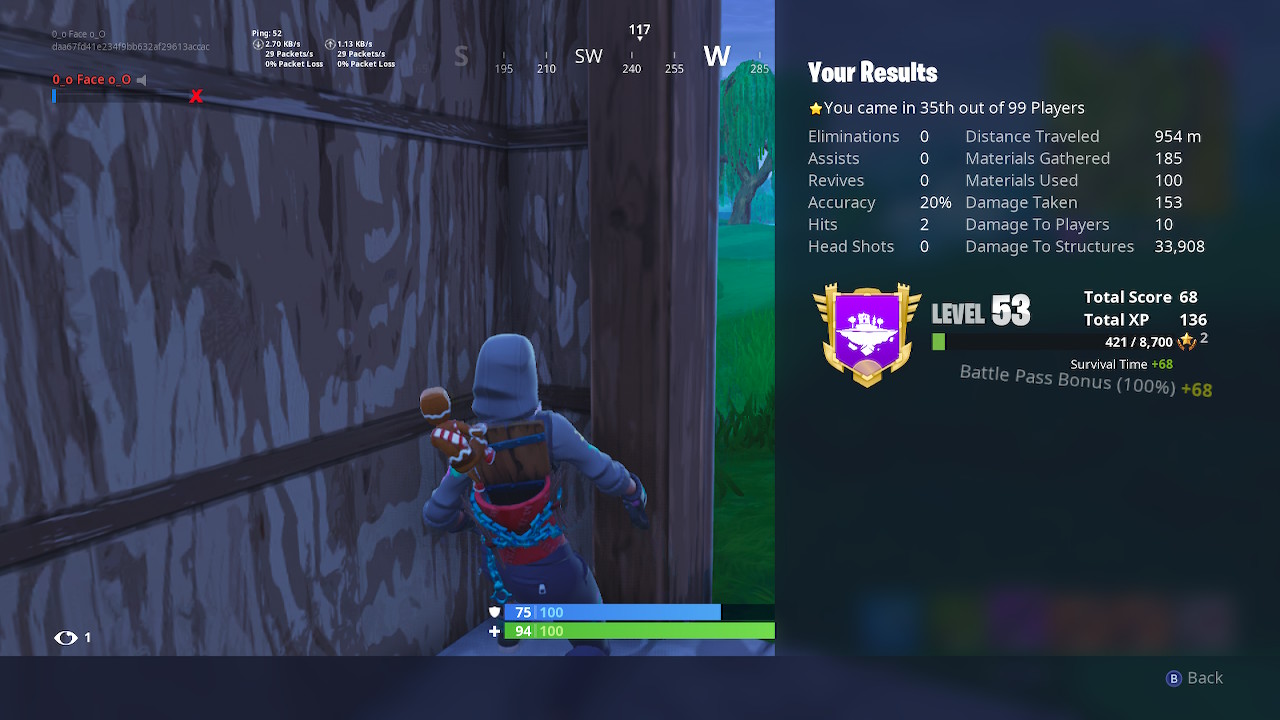 0_o Face o_O
daa67fd41e234f9bb632af29613accac
Ping: 52
2.70 KB/s 1.13 KB/s
29 Packets/s 29 Packets/s
0% Packet Loss 0% Packet Loss
0_o Face o_O
X
117
S 195 210 SW 240 255 W 285
Your Results
You came in 35th out of 99 Players
Eliminations 0 Distance Traveled 954 m
Assists 0 Materials Gathered 185
Revives 0 Materials Used 100
Accuracy 20% Damage Taken 153
Hits 2 Damage To Players 10
Head Shots 0 Damage To Structures 33,908
LEVEL 53
Total Score 68
Total XP 136
421 / 8,700 2
Survival Time +68
Battle Pass Bonus (100%) +68
75 100
94 100
1
B Back